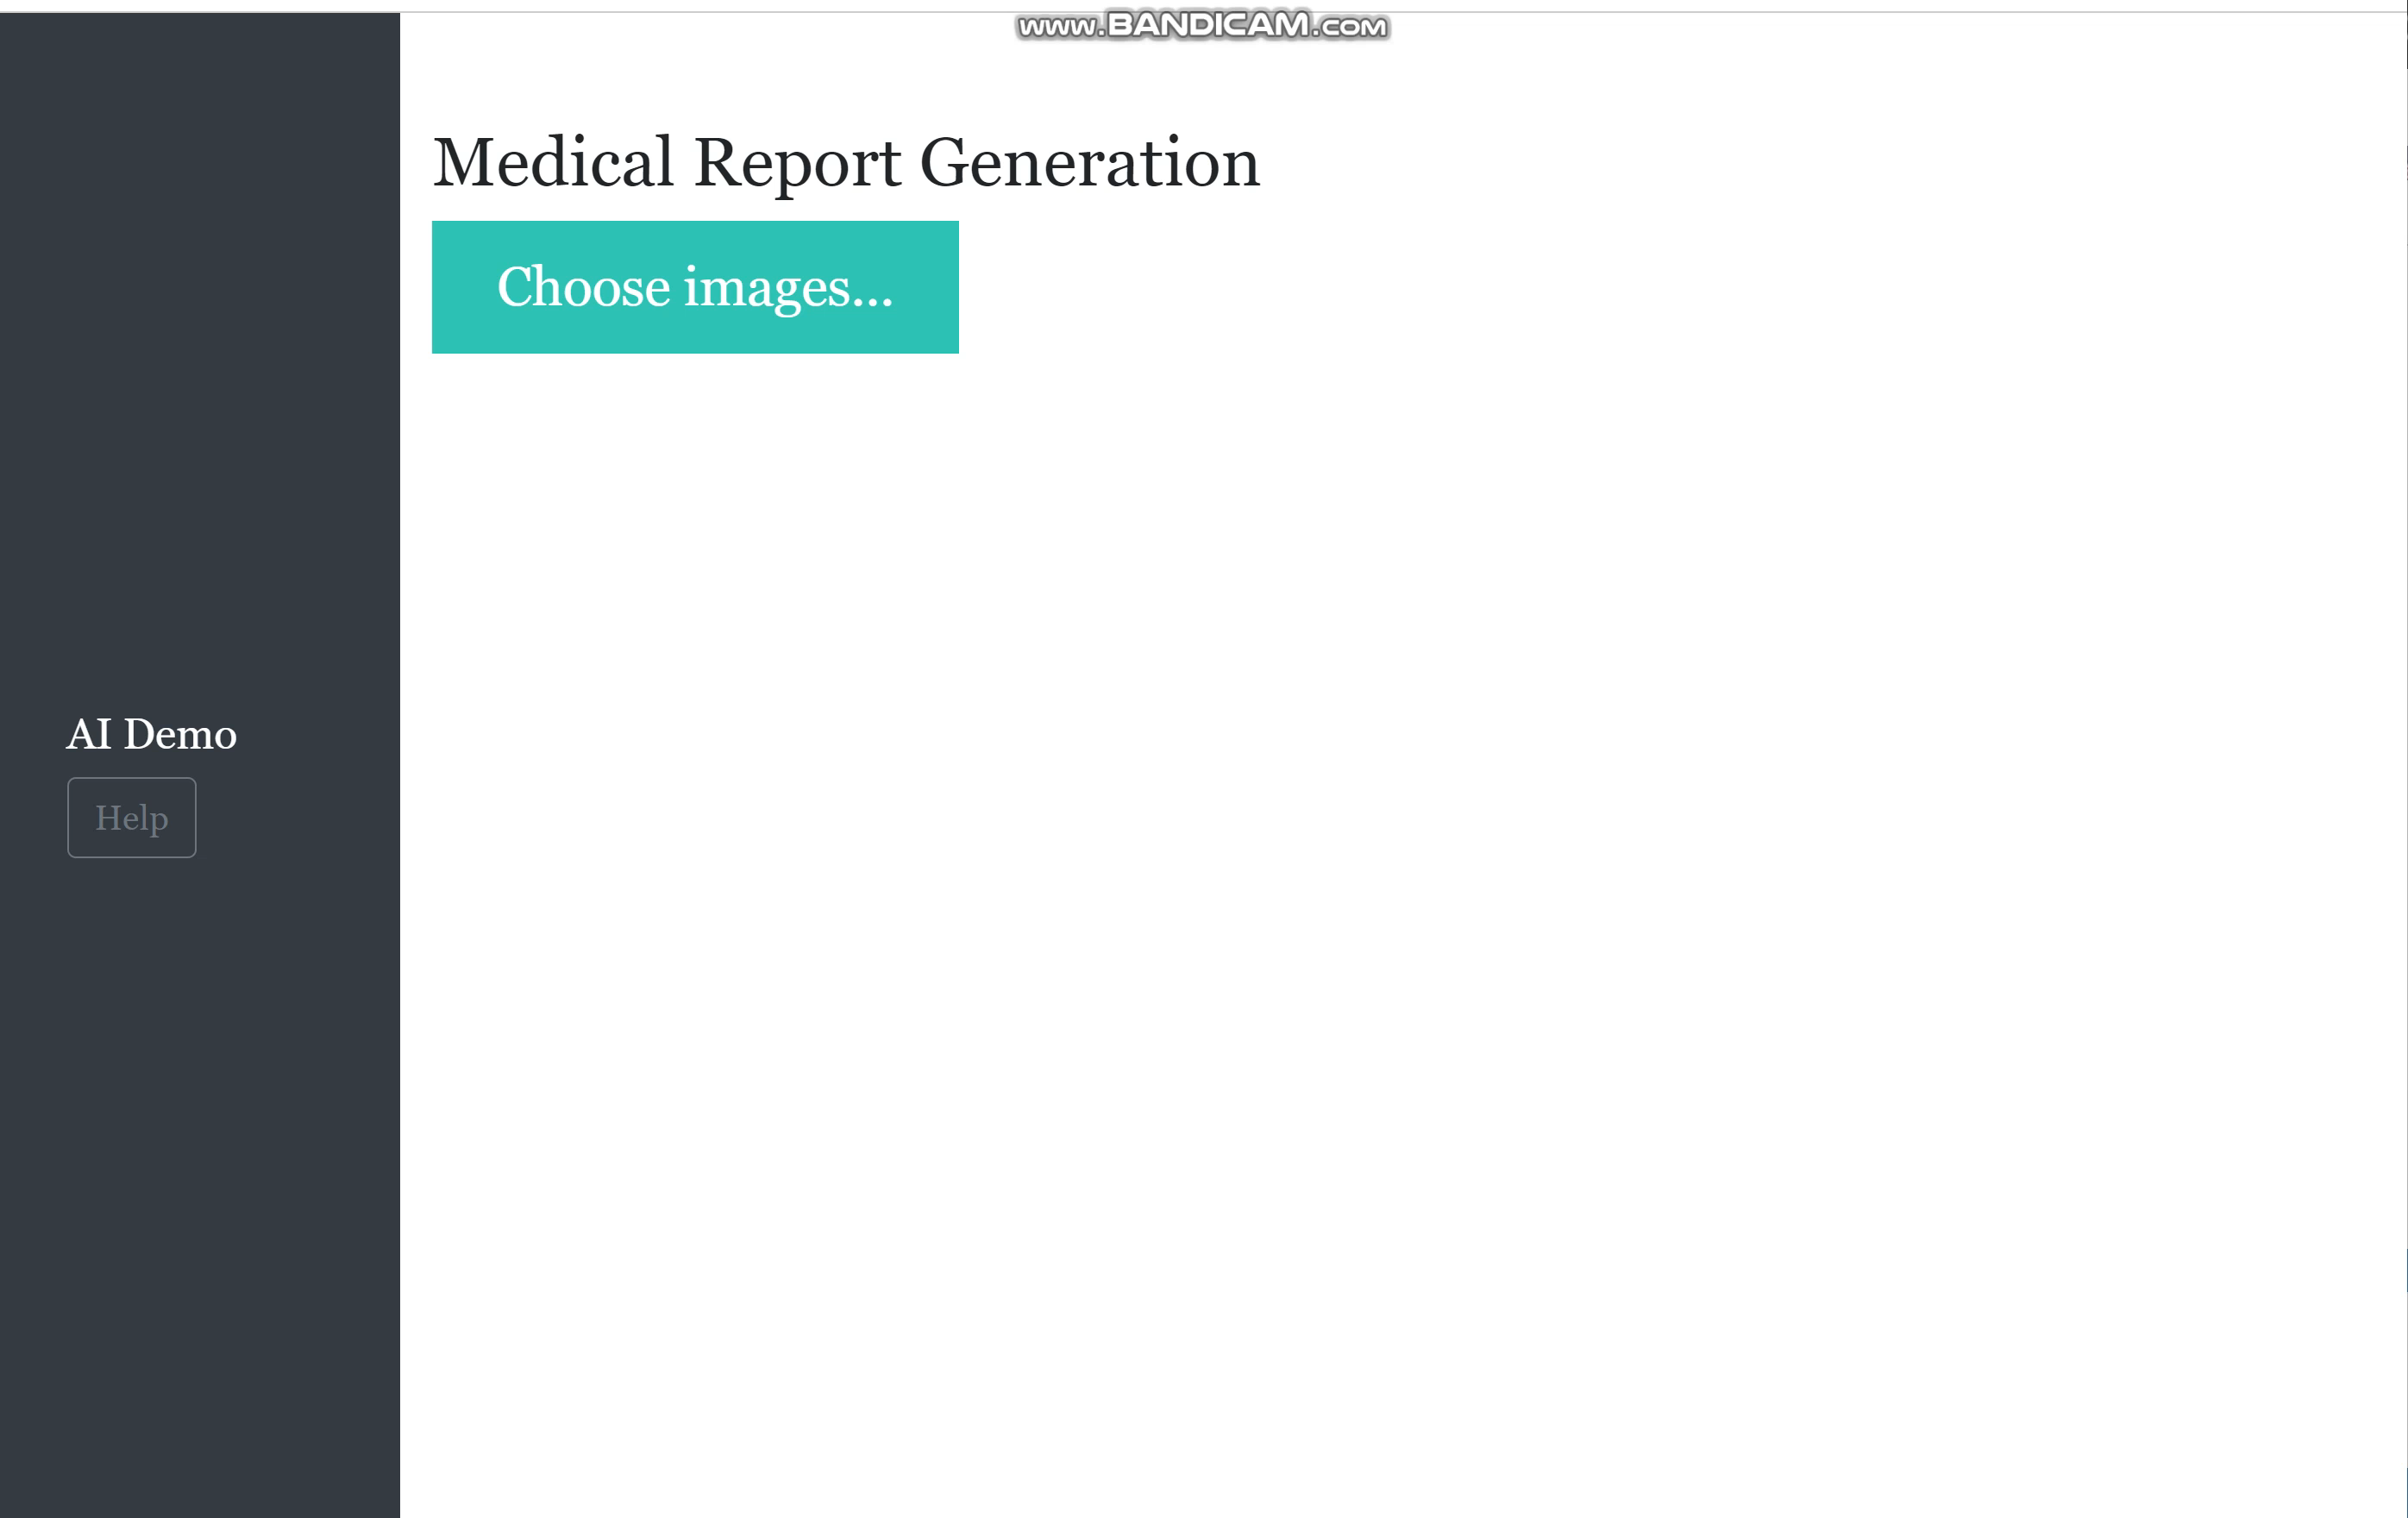 www.BANDICAM.com
Medical Report Generation
Choose images...
AI Demo
Help